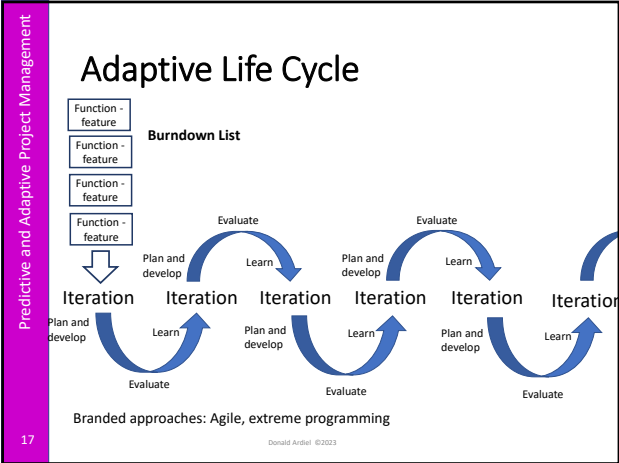 Predictive and Adaptive Project Management
Adaptive Life Cycle
Function -
feature
Burndown List
Function -
feature
Function -
feature
Function -
feature
Evaluate
Evaluate
Plan and
develop
Learn
Plan and
develop
Learn
Iteration
Iteration
Iteration
Iteration
Iteration
Iteration
Plan and
develop
Learn
Plan and
develop
Learn
Plan and
develop
Learn
Evaluate
Evaluate
Evaluate
Branded approaches: Agile, extreme programming
17
Donald Ardiel ©2023